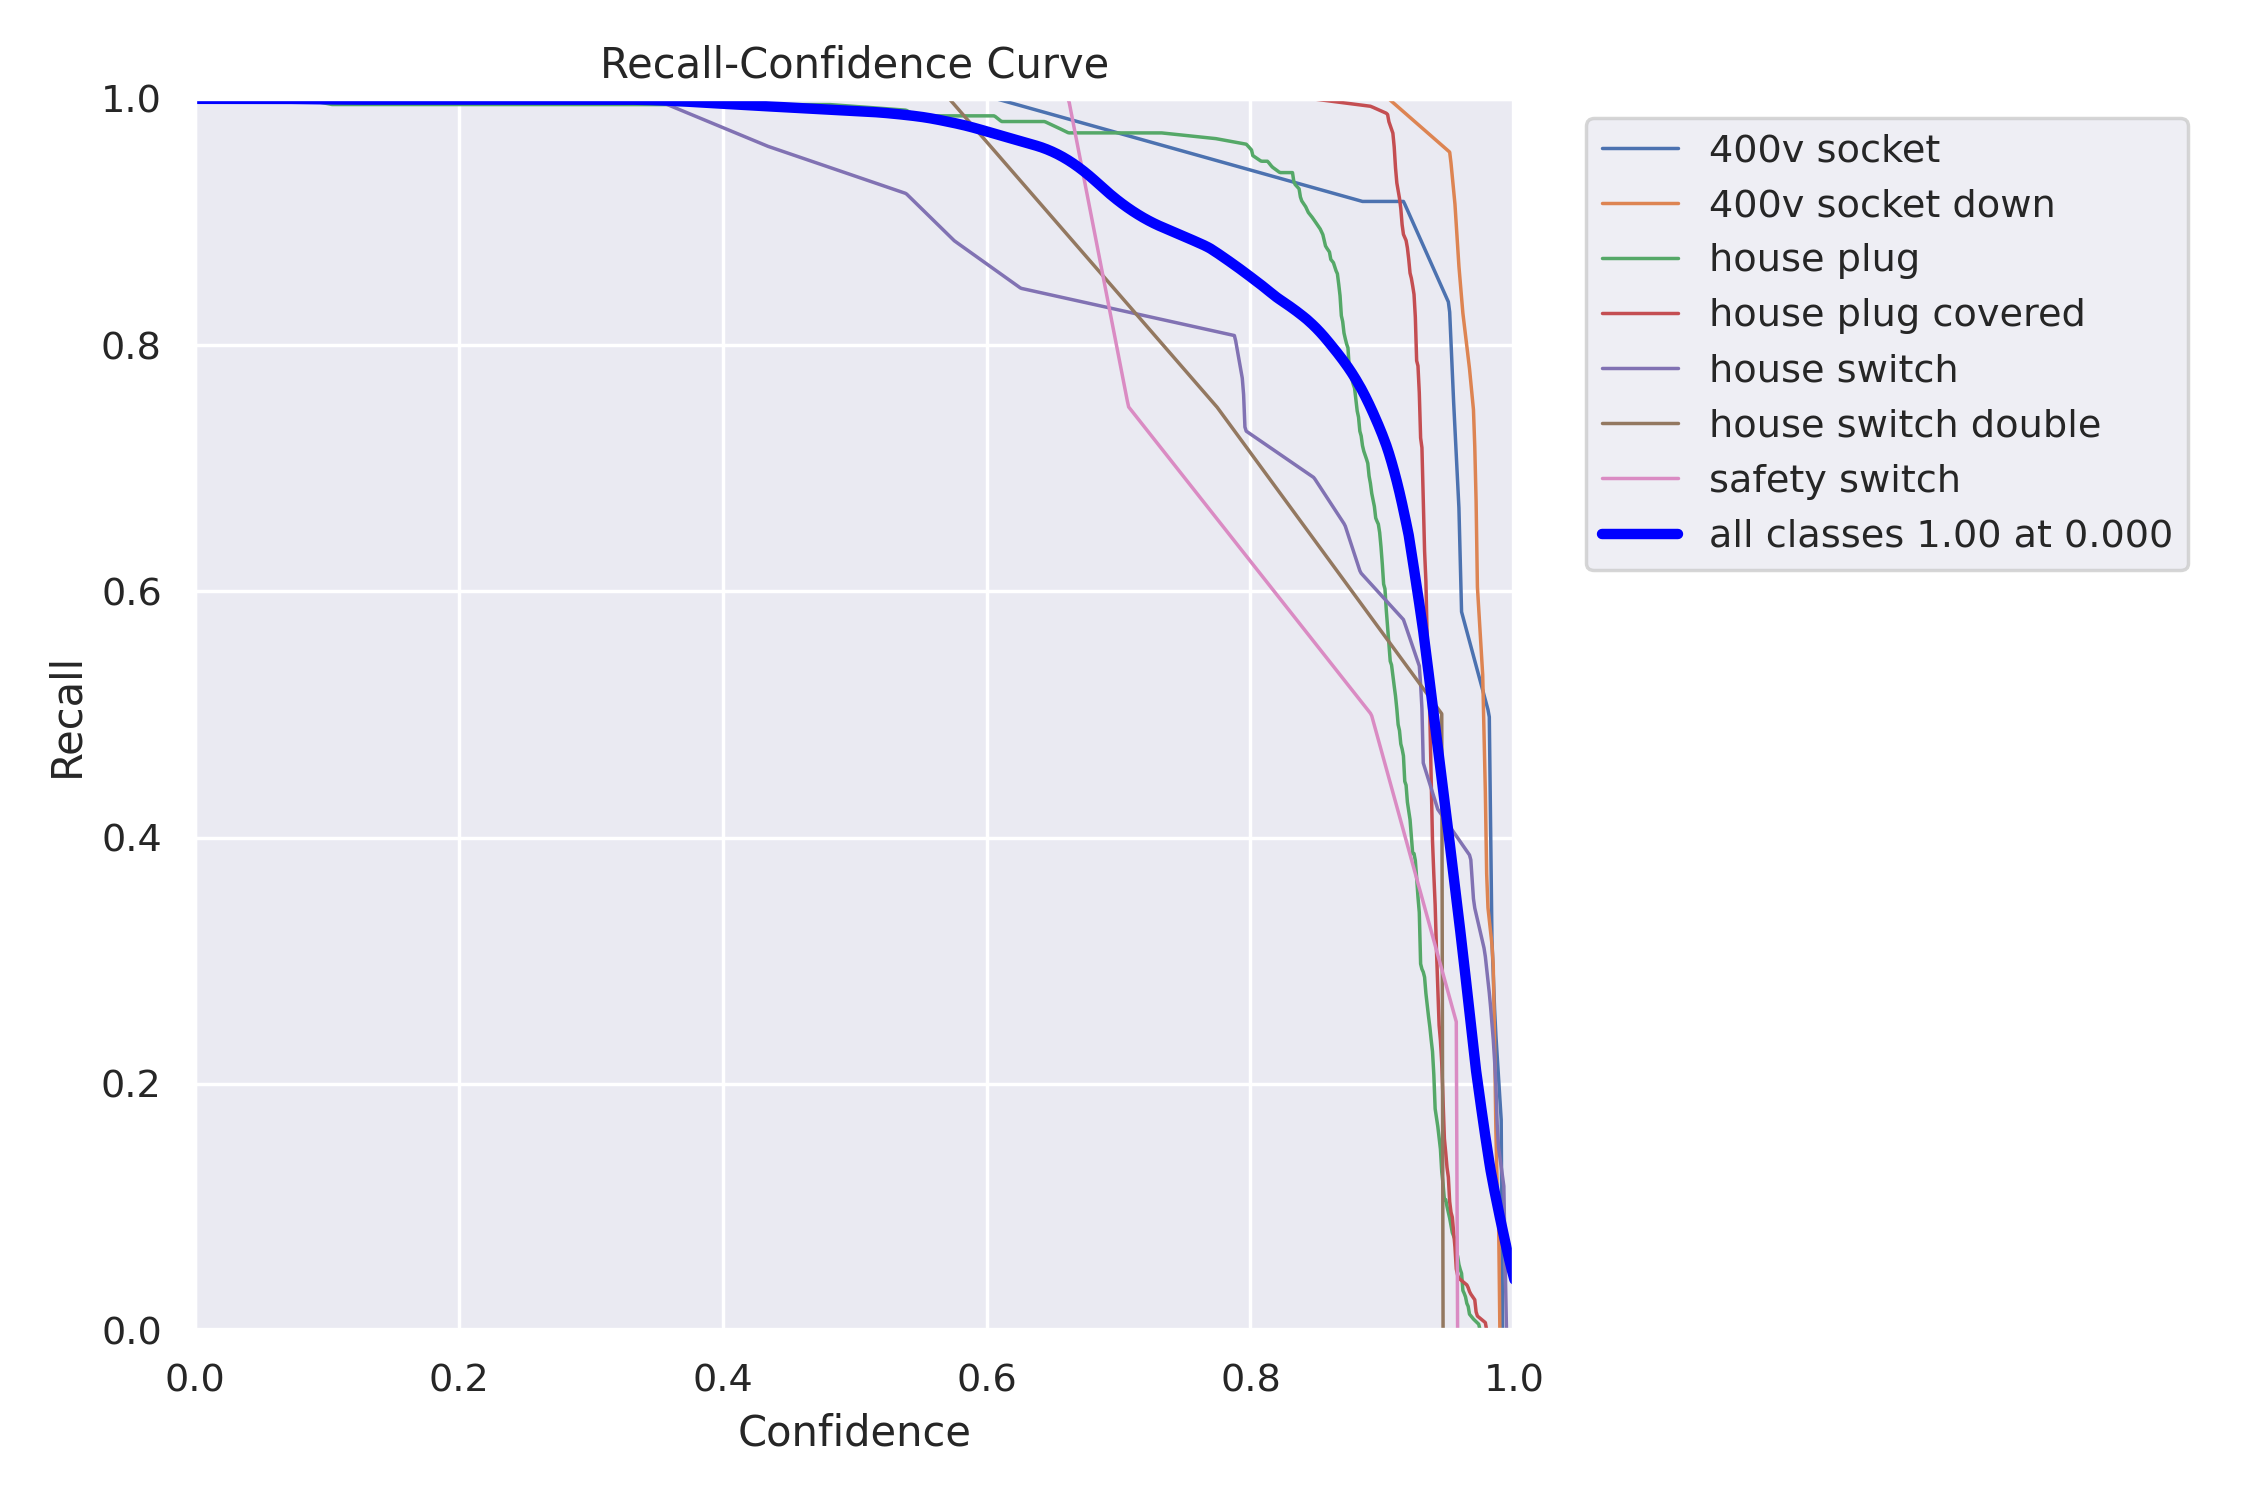 Recall-Confidence Curve
1.0
0.8
0.6
0.4
0.2
0.0
Recall
0.0 0.2 0.4 0.6 0.8 1.0
Confidence
400v socket
400v socket down
house plug
house plug covered
house switch
house switch double
safety switch
all classes 1.00 at 0.000